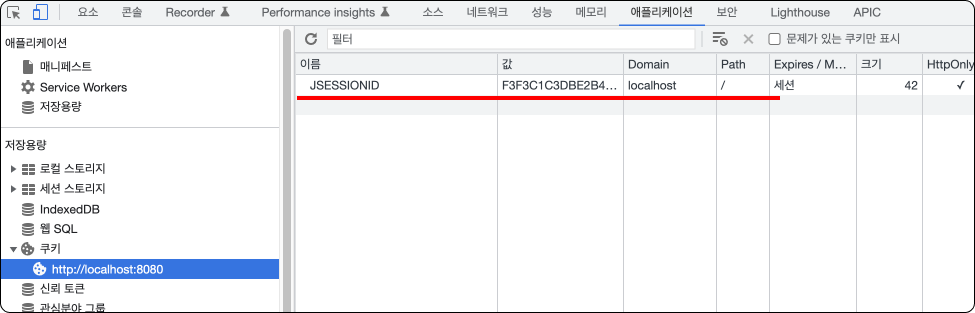 요소 콘솔 Recorder Performance insights 소스 네트워크 성능 메모리 애플리케이션 보안 Lighthouse APIC
애플리케이션
매니페스트
Service Workers
저장용량
저장용량
로컬 스토리지
세션 스토리지
IndexedDB
웹 SQL
쿠키
http://localhost:8080
신뢰 토큰
관심분야 그룹
필터 문제가 있는 쿠키만 표시
이름 값 Domain Path Expires / M... 크기 HttpOnly
JSESSIONID F3F3C1C3DBE2B4... localhost / 세션 42 ✓